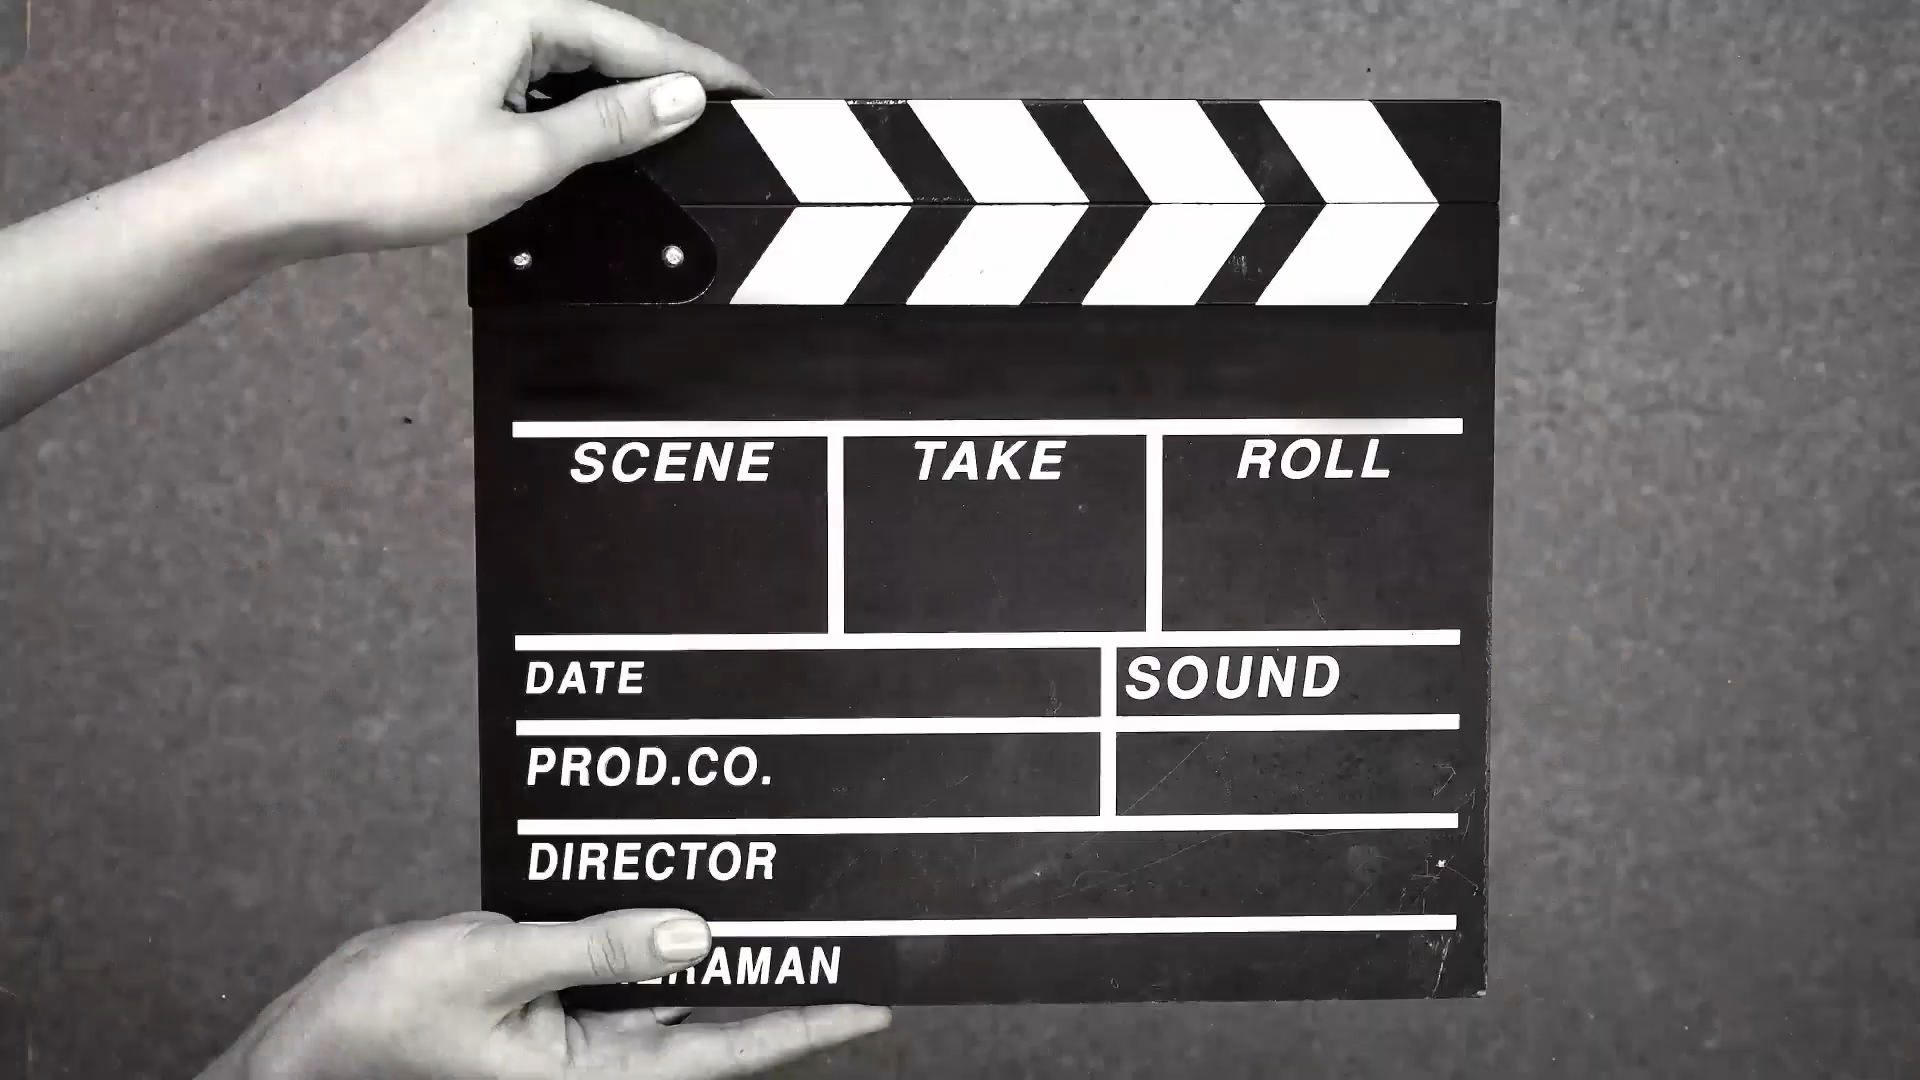 SCENE TAKE ROLL
DATE SOUND
PROD.CO.
DIRECTOR